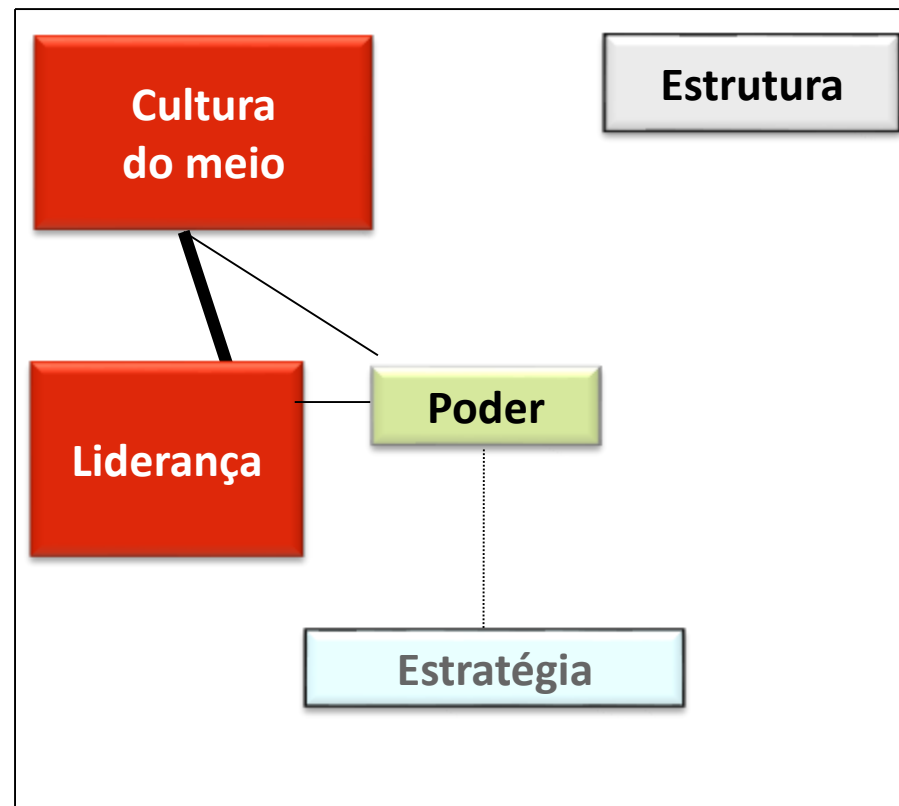 Cultura
do meio
Estrutura
Poder
Liderança
Estratégia